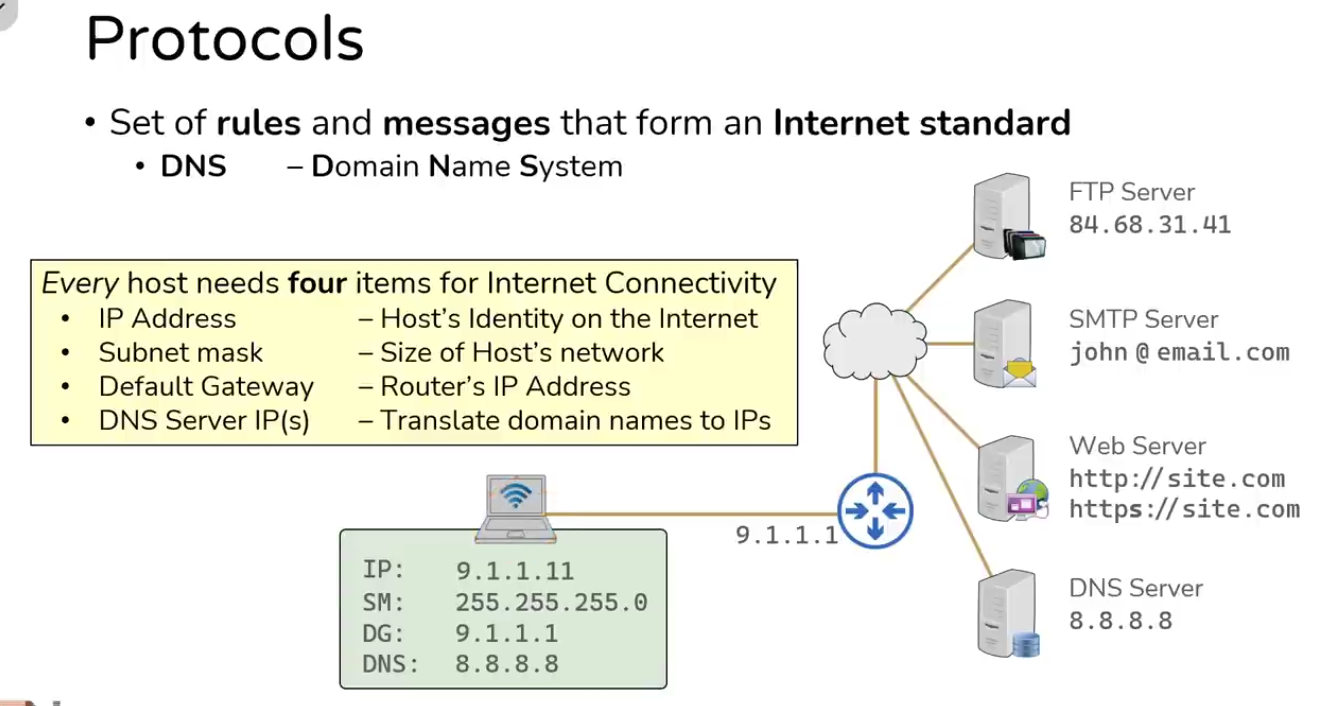 Protocols
• Set of rules and messages that form an Internet standard
• DNS – Domain Name System
Every host needs four items for Internet Connectivity
• IP Address – Host's Identity on the Internet
• Subnet mask – Size of Host's network
• Default Gateway – Router's IP Address
• DNS Server IP(s) – Translate domain names to IPs
FTP Server
84.68.31.41
SMTP Server
john @ email.com
Web Server
http://site.com
https://site.com
DNS Server
8.8.8.8
9.1.1.1
IP: 9.1.1.11
SM: 255.255.255.0
DG: 9.1.1.1
DNS: 8.8.8.8